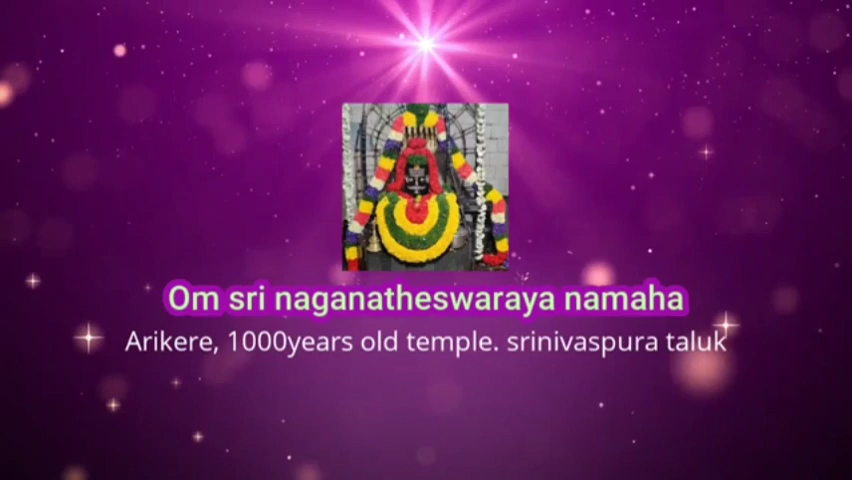 Om sri naganatheswaraya namaha
Arikere, 1000years old temple. srinivaspura taluk